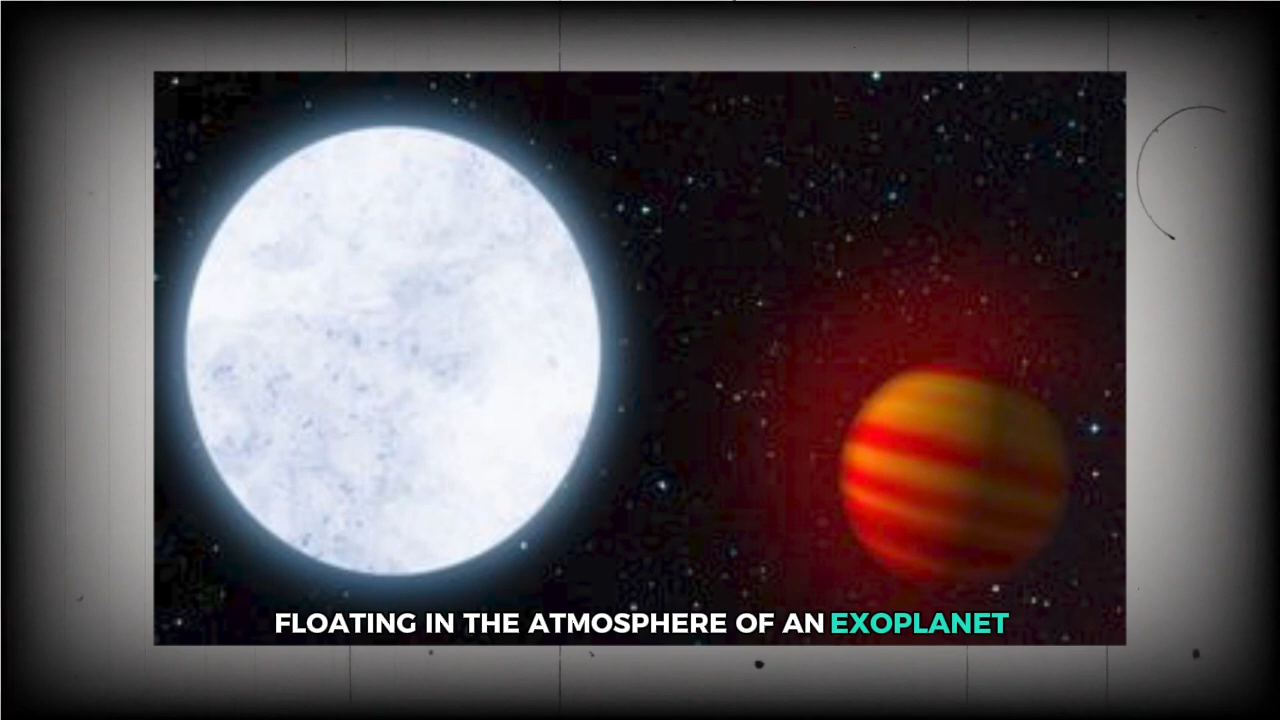 FLOATING IN THE ATMOSPHERE OF AN EXOPLANET